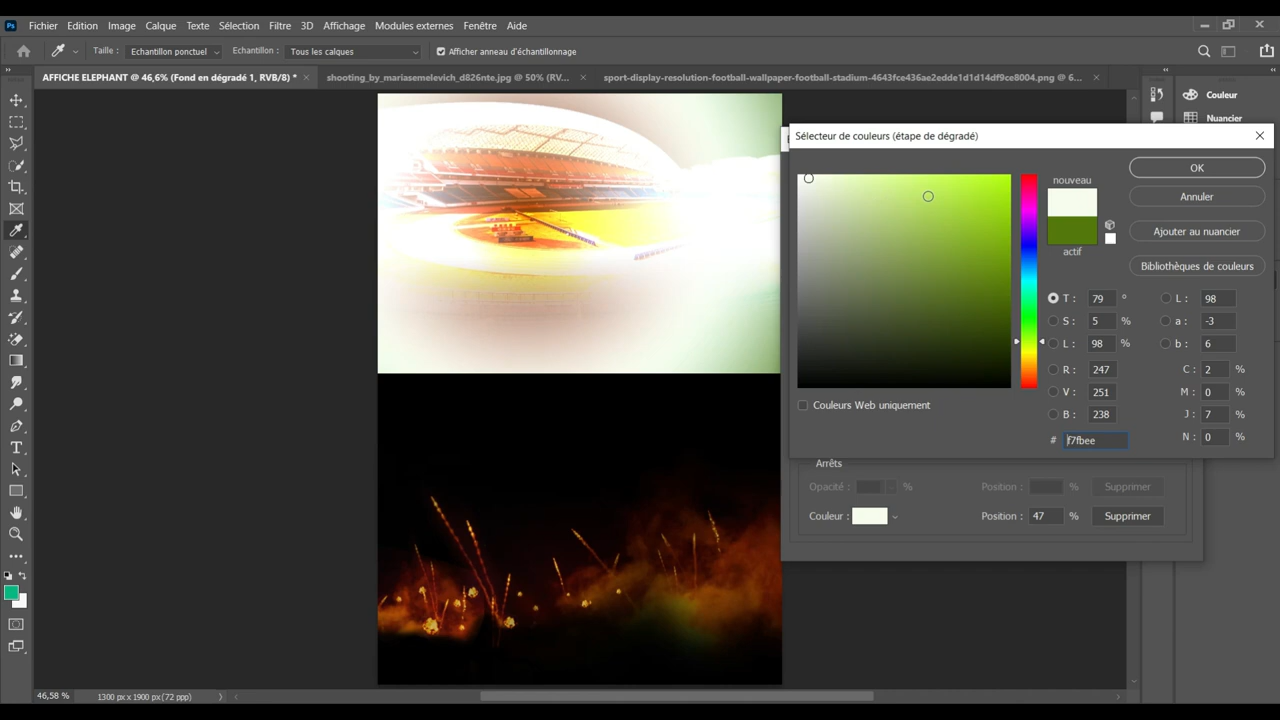 Ps Fichier Edition Image Calque Texte Sélection Filtre 3D Affichage Modules externes Fenêtre Aide
Taille : Echantillon ponctuel Echantillon : Tous les calques Afficher anneau d'échantillonnage
AFFICHE ELEPHANT @ 46,6% (Fond en dégradé 1, RVB/8) * shooting_by_mariasemelevich_d826nte.jpg @ 50% (RV... sport-display-resolution-football-wallpaper-football-stadium-4643fce436ae2edde1d1d14df9ce8004.png @ 6...
Couleur
Nuancier
Sélecteur de couleurs (étape de dégradé)
nouveau
actif
OK
Annuler
Ajouter au nuancier
Bibliothèques de couleurs
T : 79 ° L : 98
S : 5 % a : -3
L : 98 % b : 6
R : 247 C : 2 %
V : 251 M : 0 %
B : 238 J : 7 %
# f7fbee N : 0 %
Couleurs Web uniquement
Arrêts
Opacité : % Position : % Supprimer
Couleur : Position : 47 % Supprimer
46,58 % 1300 px x 1900 px (72 ppp)